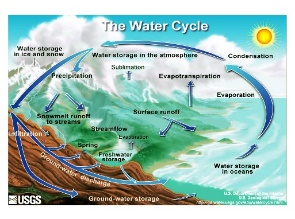 The Water Cycle
Water storage
in ice and snow
Water storage in the atmosphere
Condensation
Sublimation
Precipitation
Evapotranspiration
Evaporation
Snowmelt runoff
to streams
Surface runoff
Infiltration
Streamflow
Evaporation
Spring
Freshwater
storage
Ground-water discharge
Water storage
in oceans
Ground-water storage
USGS